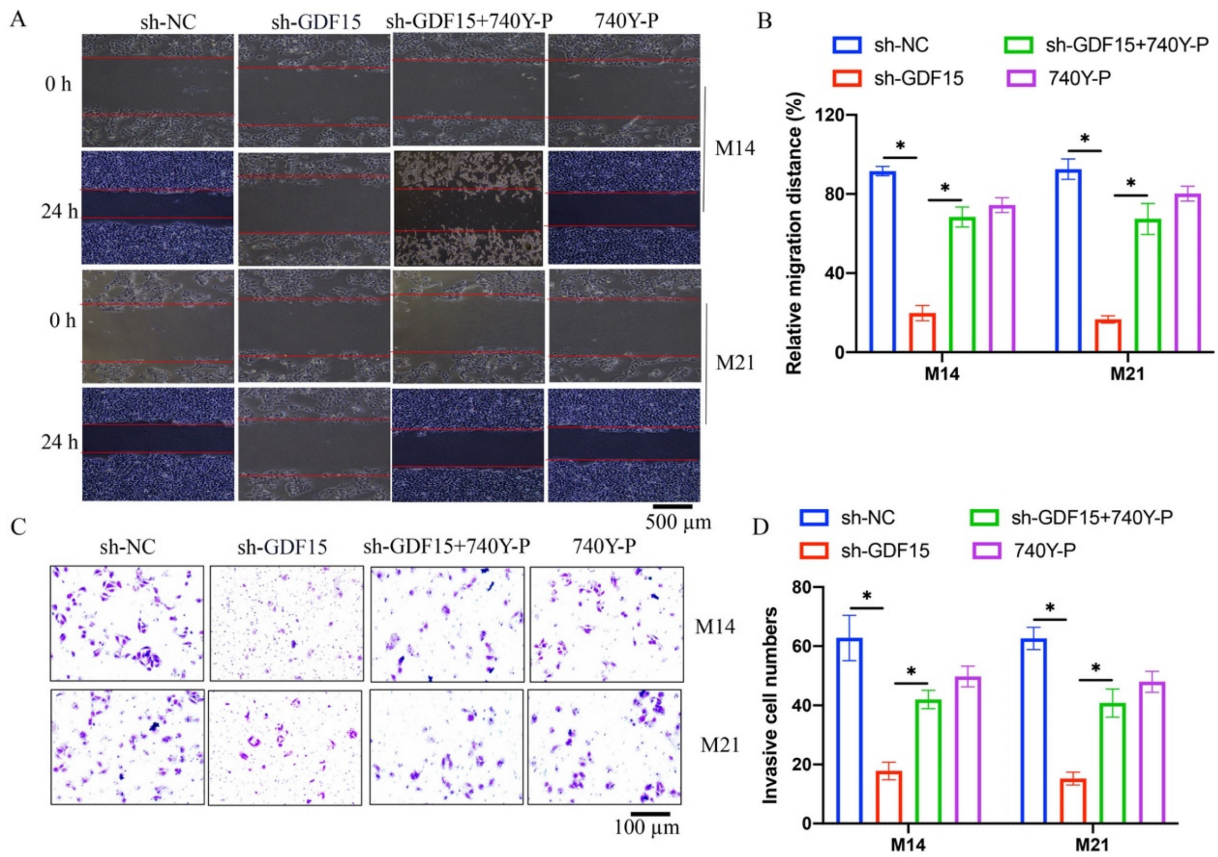 A
sh-NC sh-GDF15 sh-GDF15+740Y-P 740Y-P
0 h
24 h
M14
0 h
24 h
M21
500 µm
B
sh-NC sh-GDF15+740Y-P
sh-GDF15 740Y-P
Relative migration distance (%)
120
80
40
0
* * * *
M14 M21
C
sh-NC sh-GDF15 sh-GDF15+740Y-P 740Y-P
M14
M21
100 µm
D
sh-NC sh-GDF15+740Y-P
sh-GDF15 740Y-P
Invasive cell numbers
80
60
40
20
0
* * * *
M14 M21